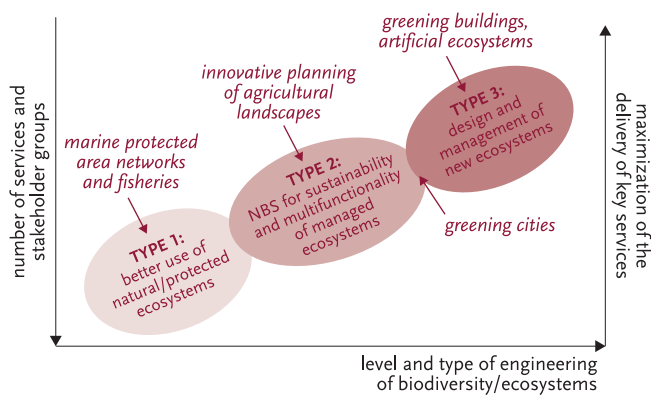 greening buildings,
artificial ecosystems
innovative planning
of agricultural
landscapes
marine protected
area networks
and fisheries
number of services and
stakeholder groups
TYPE 1:
better use of
natural/protected
ecosystems
TYPE 2:
NBS for sustainability
and multifunctionality
of managed
ecosystems
TYPE 3:
design and
management of
new ecosystems
greening cities
maximization of the
delivery of key services
level and type of engineering
of biodiversity/ecosystems